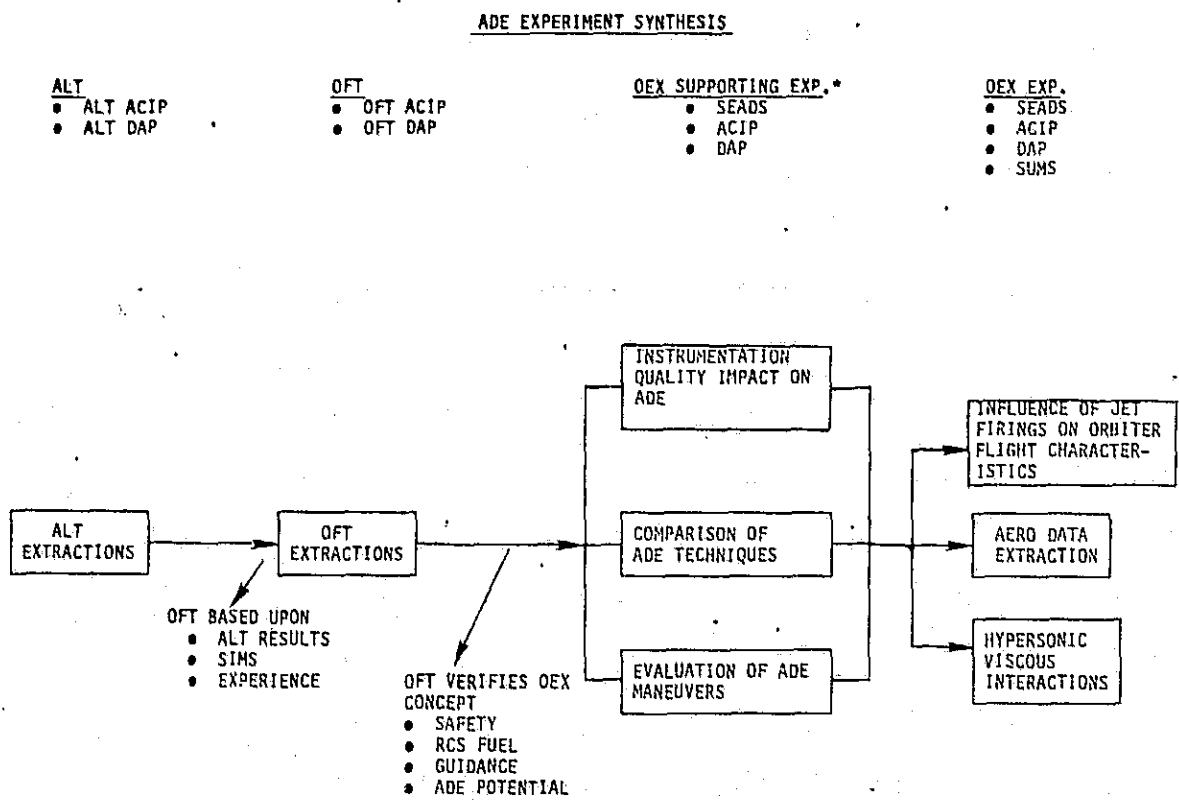 ADE EXPERIMENT SYNTHESIS
ALT
• ALT ACIP
• ALT DAP
OFT
• OFT ACIP
• OFT DAP
OEX SUPPORTING EXP.*
• SEADS
• ACIP
• DAP
OEX EXP.
• SEADS
• ACIP
• DAP
• SUMS
ALT
EXTRACTIONS
OFT
EXTRACTIONS
OFT BASED UPON
• ALT RESULTS
• SIMS
• EXPERIENCE
OFT VERIFIES OEX
CONCEPT
• SAFETY
• RCS FUEL
• GUIDANCE
• ADE POTENTIAL
INSTRUMENTATION
QUALITY IMPACT ON
ADE
COMPARISON OF
ADE TECHNIQUES
EVALUATION OF ADE
MANEUVERS
INFLUENCE OF JET
FIRINGS ON ORBITER
FLIGHT CHARACTER-
ISTICS
AERO DATA
EXTRACTION
HYPERSONIC
VISCOUS
INTERACTIONS